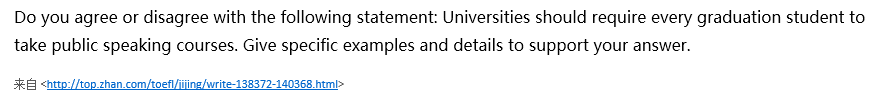 Do you agree or disagree with the following statement: Universities should require every graduation student to
take public speaking courses. Give specific examples and details to support your answer.
来自 <http://top.zhan.com/toefl/jijing/write-138372-140368.html>